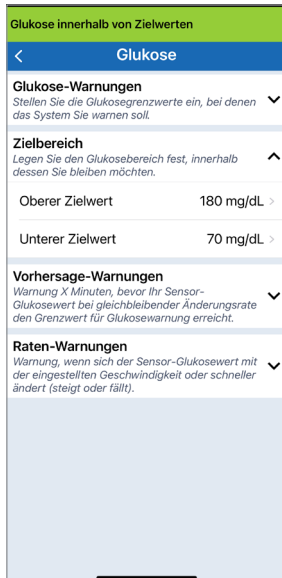 Glukose innerhalb von Zielwerten
Glukose
Glukose-Warnungen
Stellen Sie die Glukosegrenzwerte ein, bei denen
das System Sie warnen soll.
Zielbereich
Legen Sie den Glukosebereich fest, innerhalb
dessen Sie bleiben möchten.
Oberer Zielwert 180 mg/dL
Unterer Zielwert 70 mg/dL
Vorhersage-Warnungen
Warnung X Minuten, bevor Ihr Sensor-
Glukosewert bei gleichbleibender Änderungsrate
den Grenzwert für Glukosewarnung erreicht.
Raten-Warnungen
Warnung, wenn sich der Sensor-Glukosewert mit
der eingestellten Geschwindigkeit oder schneller
ändert (steigt oder fällt).